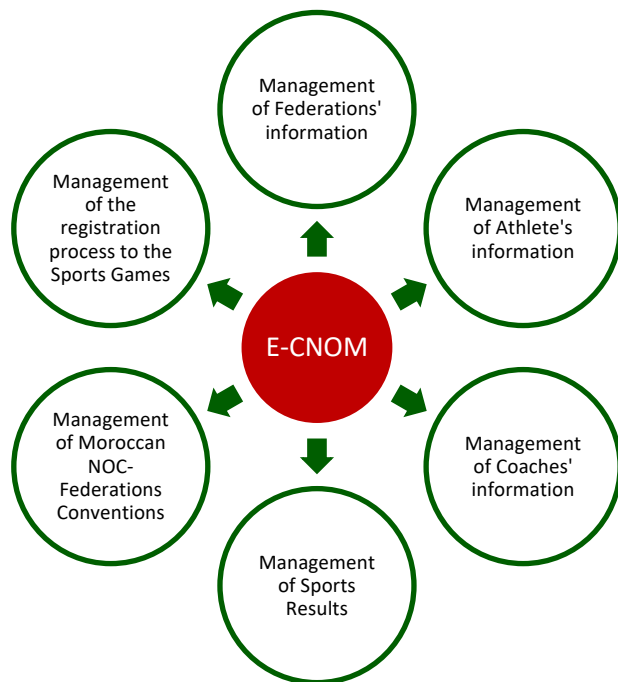 Management
of Federations'
information
Management
of Athlete's
information
Management
of Coaches'
information
Management
of Sports
Results
Management
of Moroccan
NOC-
Federations
Conventions
Management
of the
registration
process to the
Sports Games
E-CNOM